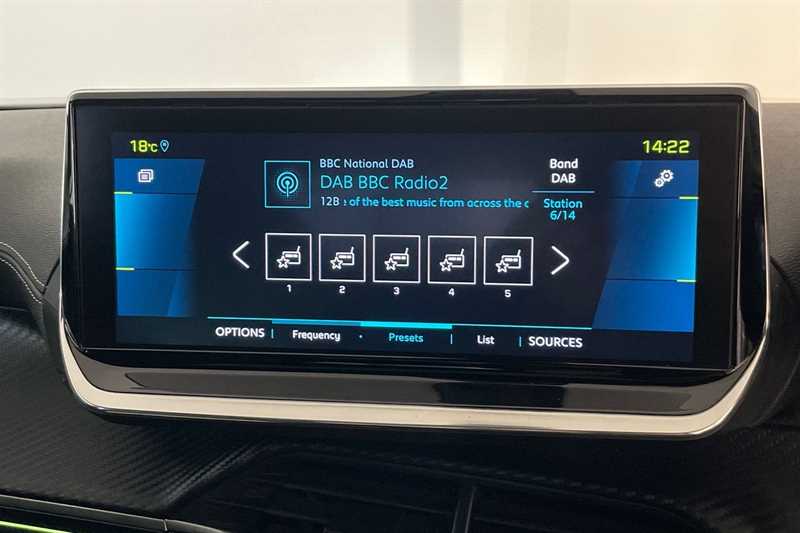 18°C
14:22
BBC National DAB
DAB BBC Radio2
12B e of the best music from across the d
Band
DAB
Station
6/14
1 2 3 4 5
OPTIONS Frequency Presets List SOURCES